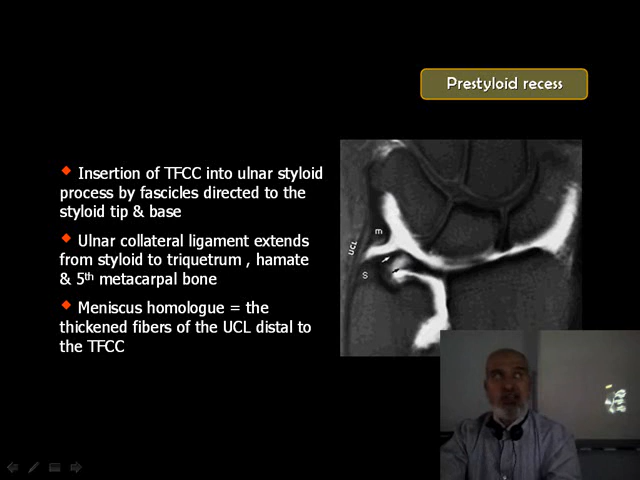 Prestyloid recess
Insertion of TFCC into ulnar styloid
process by fascicles directed to the
styloid tip & base
Ulnar collateral ligament extends
from styloid to triquetrum , hamate
& 5th metacarpal bone
Meniscus homologue = the
thickened fibers of the UCL distal to
the TFCC
m
UCL
S